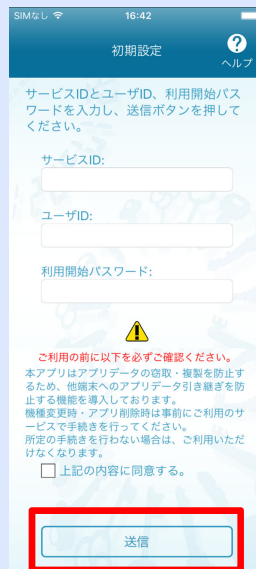 SIMなし 16:42
初期設定
?
ヘルプ
サービスIDとユーザID、利用開始パス
ワードを入力し、送信ボタンを押して
ください。
サービスID:
ユーザID:
利用開始パスワード:
ご利用の前に以下を必ずご確認ください。
本アプリはアプリデータの窃取・複製を防止す
るため、他端末へのアプリデータ引き継ぎを防
止する機能を導入しております。
機種変更時・アプリ削除時は事前にご利用のサ
ービスで手続きを行ってください。
所定の手続きを行わない場合は、ご利用いただ
けなくなります。
上記の内容に同意する。
送信